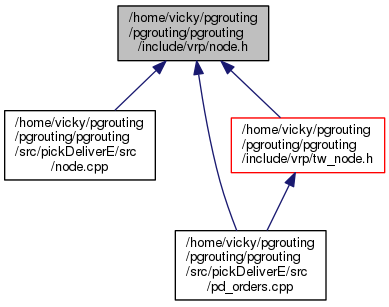 /home/vicky/pgrouting
/pgrouting/pgrouting
/include/vrp/node.h
/home/vicky/pgrouting
/pgrouting/pgrouting
/src/pickDeliverE/src
/node.cpp
/home/vicky/pgrouting
/pgrouting/pgrouting
/include/vrp/tw_node.h
/home/vicky/pgrouting
/pgrouting/pgrouting
/src/pickDeliverE/src
/pd_orders.cpp